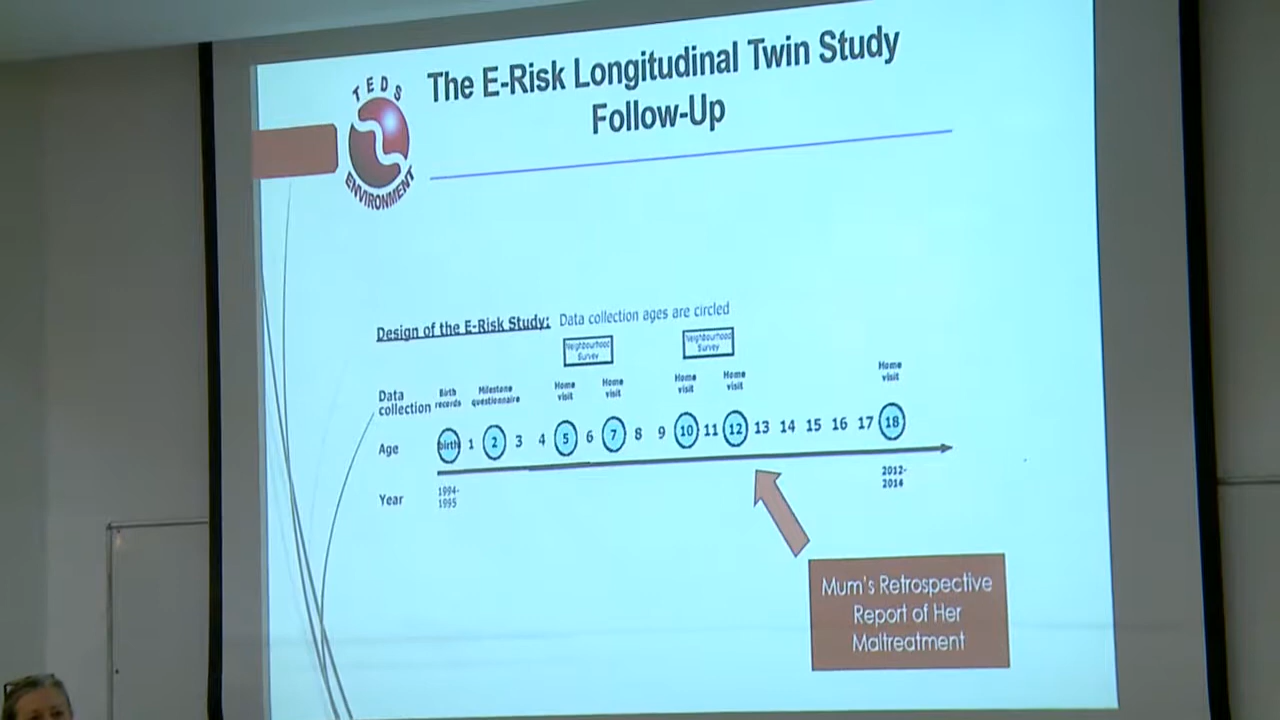 TEDS
ENVIRONMENT
The E-Risk Longitudinal Twin Study
Follow-Up
Design of the E-Risk Study: Data collection ages are circled
Neighbourhood
Survey
Neighbourhood
Survey
Data
collection
Birth
records
Milestone
questionnaire
Home
visit
Home
visit
Home
visit
Home
visit
Home
visit
Age birth 1 2 3 4 5 6 7 8 9 10 11 12 13 14 15 16 17 18
Year
1994-
1995
2012-
2014
Mum's Retrospective
Report of Her
Maltreatment